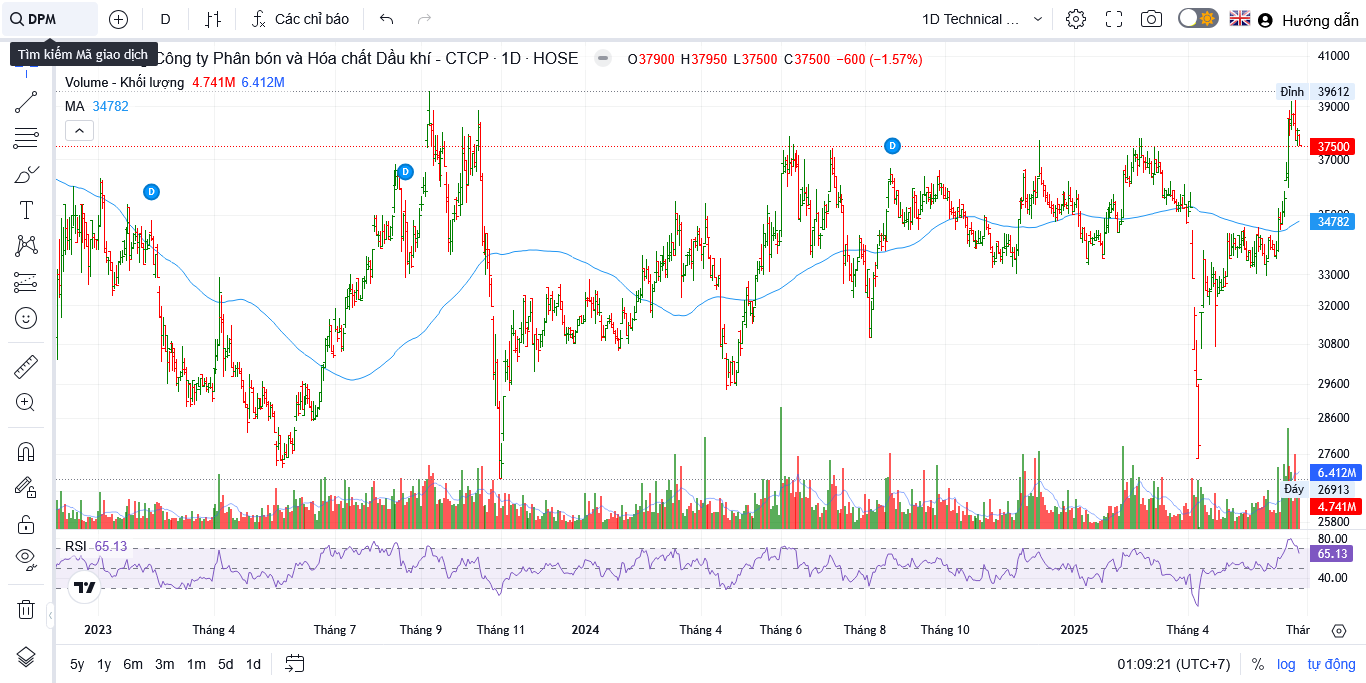 DPM
D
Các chỉ báo
1D Technical ...
Hướng dẫn
Tìm kiếm Mã giao dịch
Công ty Phân bón và Hóa chất Dầu khí - CTCP · 1D · HOSE
O37900 H37950 L37500 C37500 −600 (−1.57%)
Volume - Khối lượng 4.741M 6.412M
MA 34782
41000
Đỉnh 39612
39000
37500
37000
35000
34782
33000
32000
30800
29600
28600
27600
6.412M
Đáy 26913
4.741M
25800
D
D
D
RSI 65.13
80.00
65.13
40.00
2023 Tháng 4 Tháng 7 Tháng 9 Tháng 11 2024 Tháng 4 Tháng 6 Tháng 8 Tháng 10 2025 Tháng 4 Thár
5y 1y 6m 3m 1m 5d 1d
01:09:21 (UTC+7) % log tự động